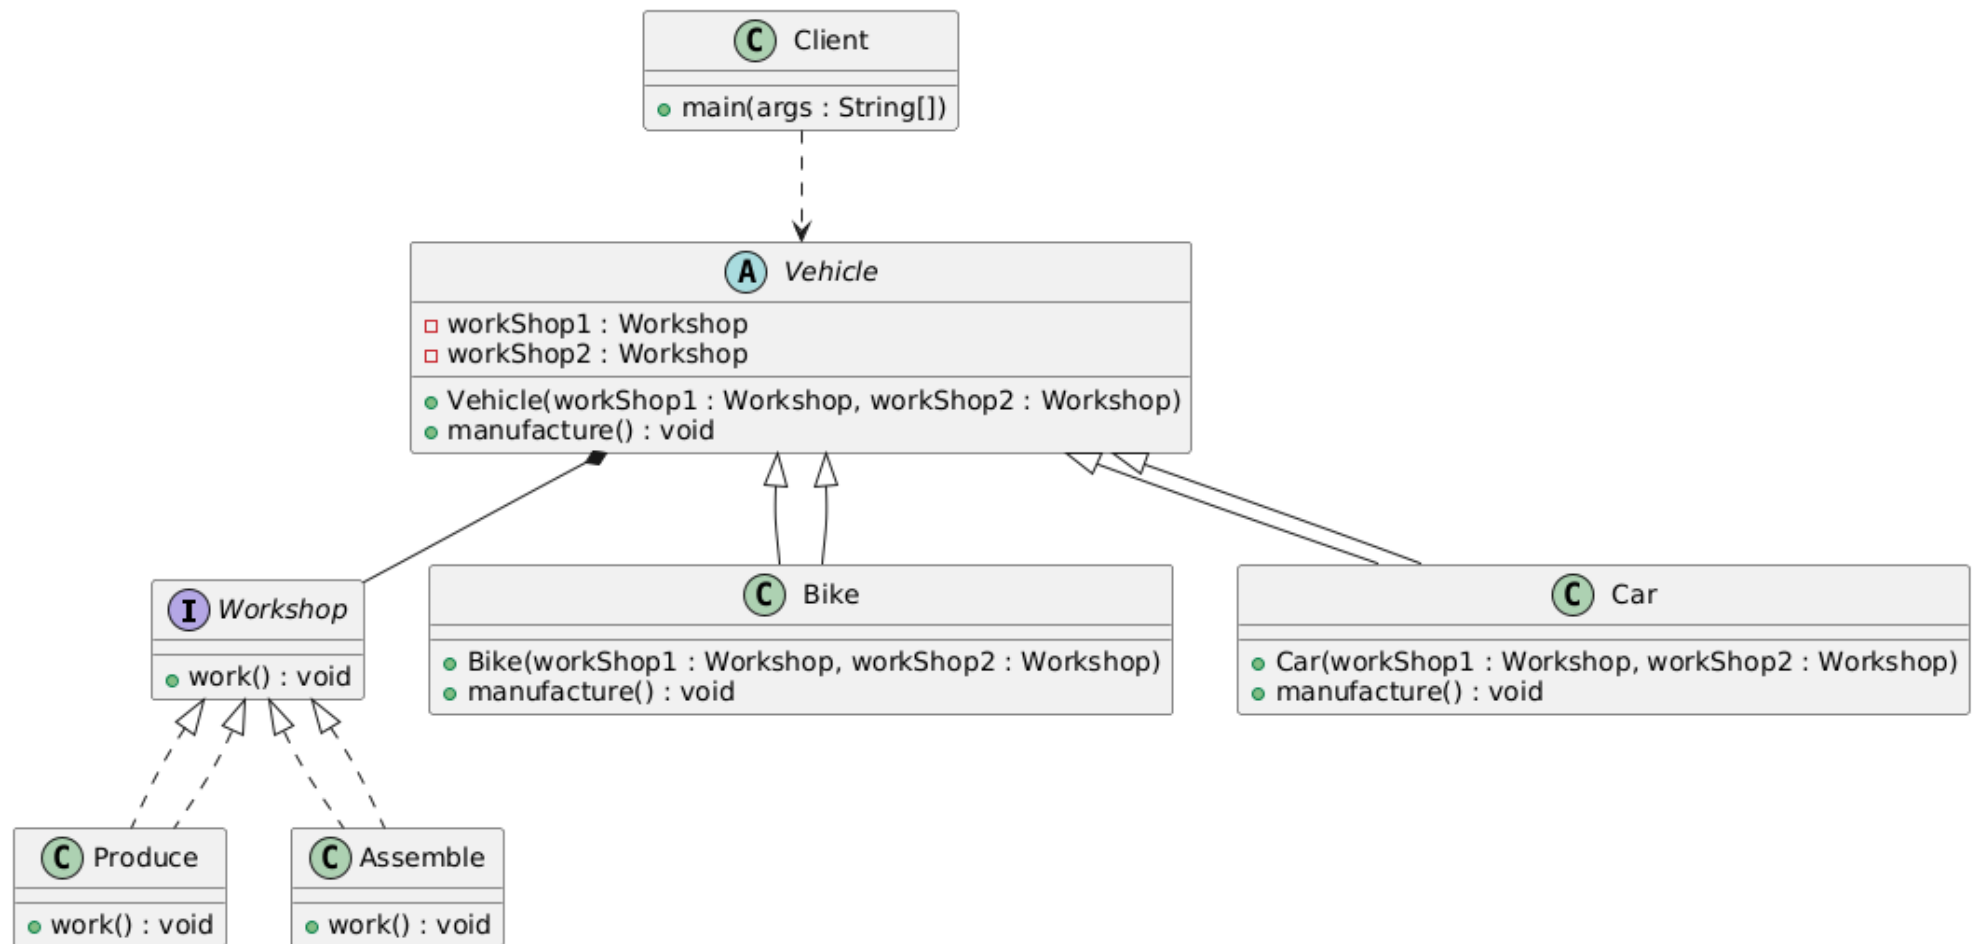 C Client
main(args : String[])
A Vehicle
workShop1 : Workshop
workShop2 : Workshop
Vehicle(workShop1 : Workshop, workShop2 : Workshop)
manufacture() : void
I Workshop
work() : void
C Bike
Bike(workShop1 : Workshop, workShop2 : Workshop)
manufacture() : void
C Car
Car(workShop1 : Workshop, workShop2 : Workshop)
manufacture() : void
C Produce
work() : void
C Assemble
work() : void